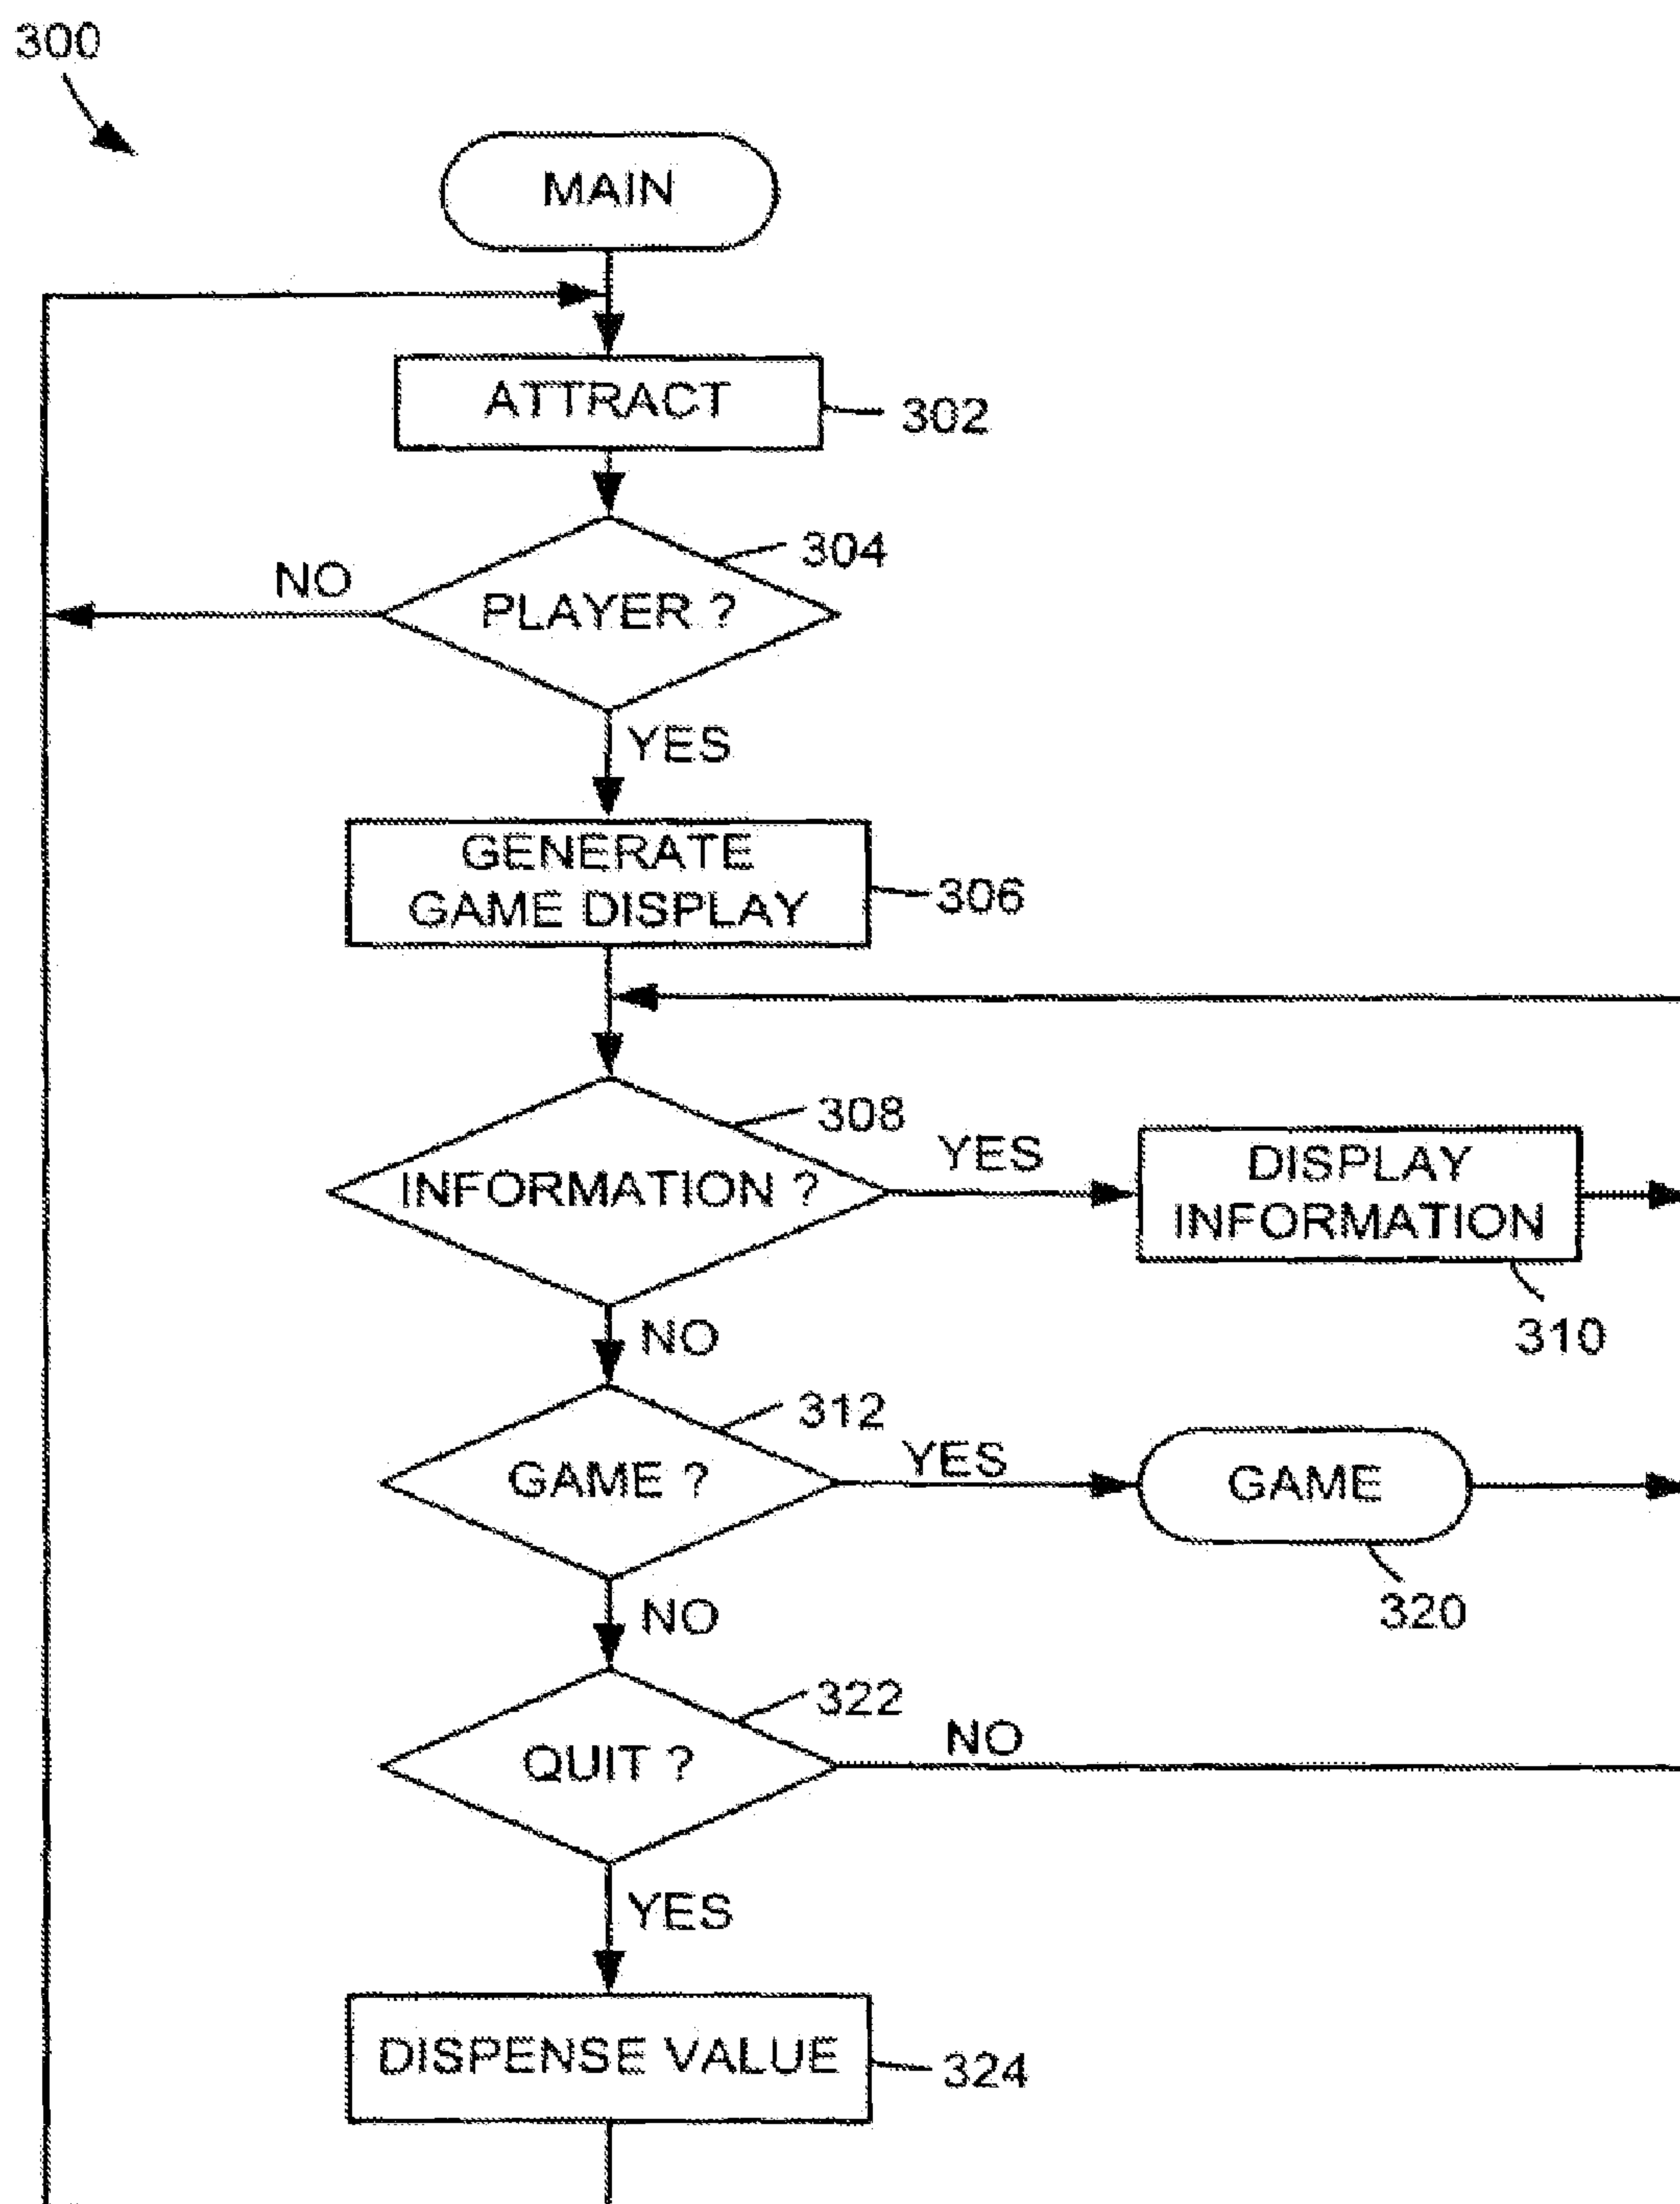 300
MAIN
ATTRACT
302
304
NO
PLAYER ?
YES
GENERATE
GAME DISPLAY
306
308
INFORMATION ?
YES
DISPLAY
INFORMATION
310
NO
312
GAME ?
YES
GAME
320
NO
322
QUIT ?
NO
YES
DISPENSE VALUE
324